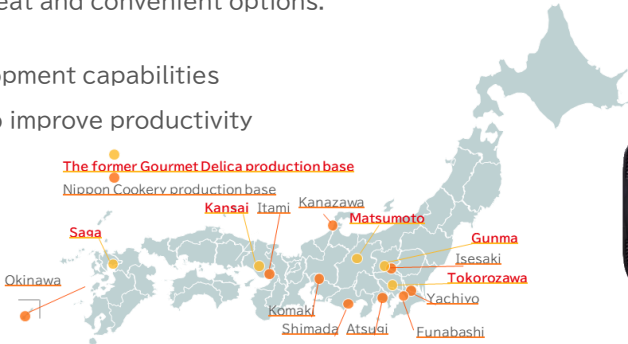 eat and convenient options.
opment capabilities
o improve productivity
The former Gourmet Delica production base
Nippon Cookery production base
Kansai
Itami
Kanazawa
Matsumoto
Saga
Gunma
Isesaki
Tokorozawa
Okinawa
Yachiyo
Komaki
Shimada
Atsugi
Funabashi